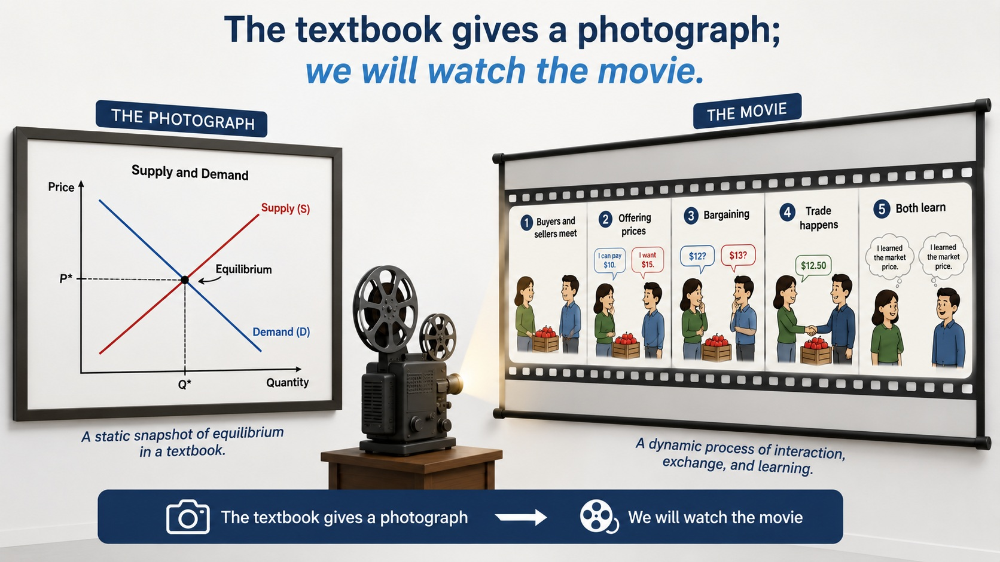 The textbook gives a photograph;
we will watch the movie.
THE PHOTOGRAPH
Supply and Demand
Price
Supply (S)
Equilibrium
P*
Demand (D)
Q*
Quantity
A static snapshot of equilibrium
in a textbook.
THE MOVIE
1 Buyers and
sellers meet
2 Offering
prices
I can pay
$10.
I want
$15.
3 Bargaining
$12?
$13?
4 Trade
happens
$12.50
5 Both learn
I learned
the market
price.
I learned
the market
price.
A dynamic process of interaction,
exchange, and learning.
The textbook gives a photograph
We will watch the movie